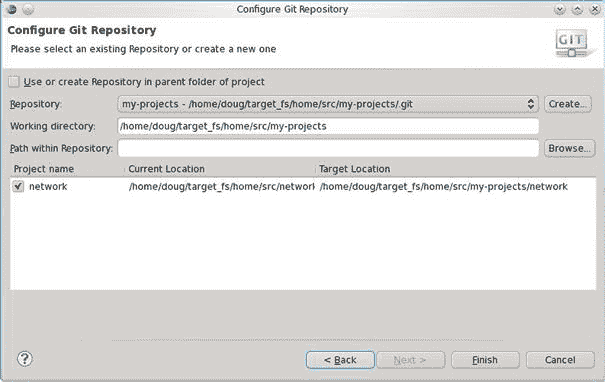 Configure Git Repository
Configure Git Repository
Please select an existing Repository or create a new one
GIT
Use or create Repository in parent folder of project
Repository: my-projects - /home/doug/target_fs/home/src/my-projects/.git Create...
Working directory: /home/doug/target_fs/home/src/my-projects
Path within Repository: Browse...
Project name Current Location Target Location
network /home/doug/target_fs/home/src/network /home/doug/target_fs/home/src/my-projects/network
? < Back Next > Finish Cancel